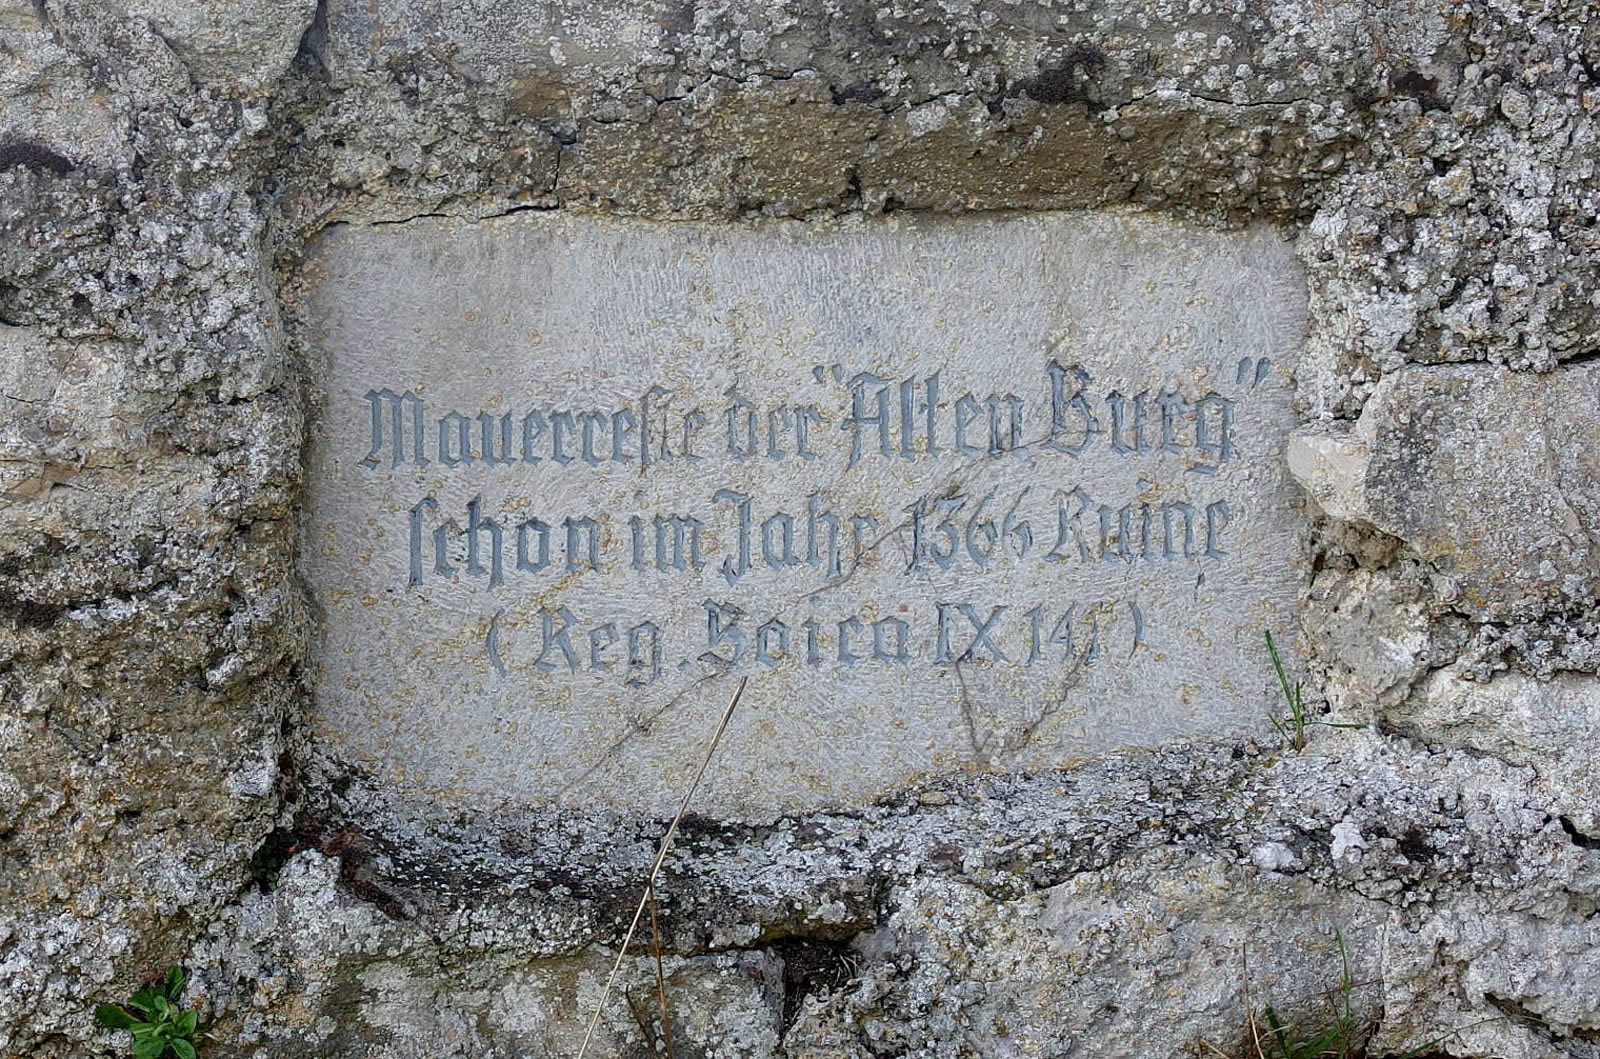 Mauerreste der "Alten Burg"
schon im Jahr 1366 Ruine
(Reg. Boica IX 147)